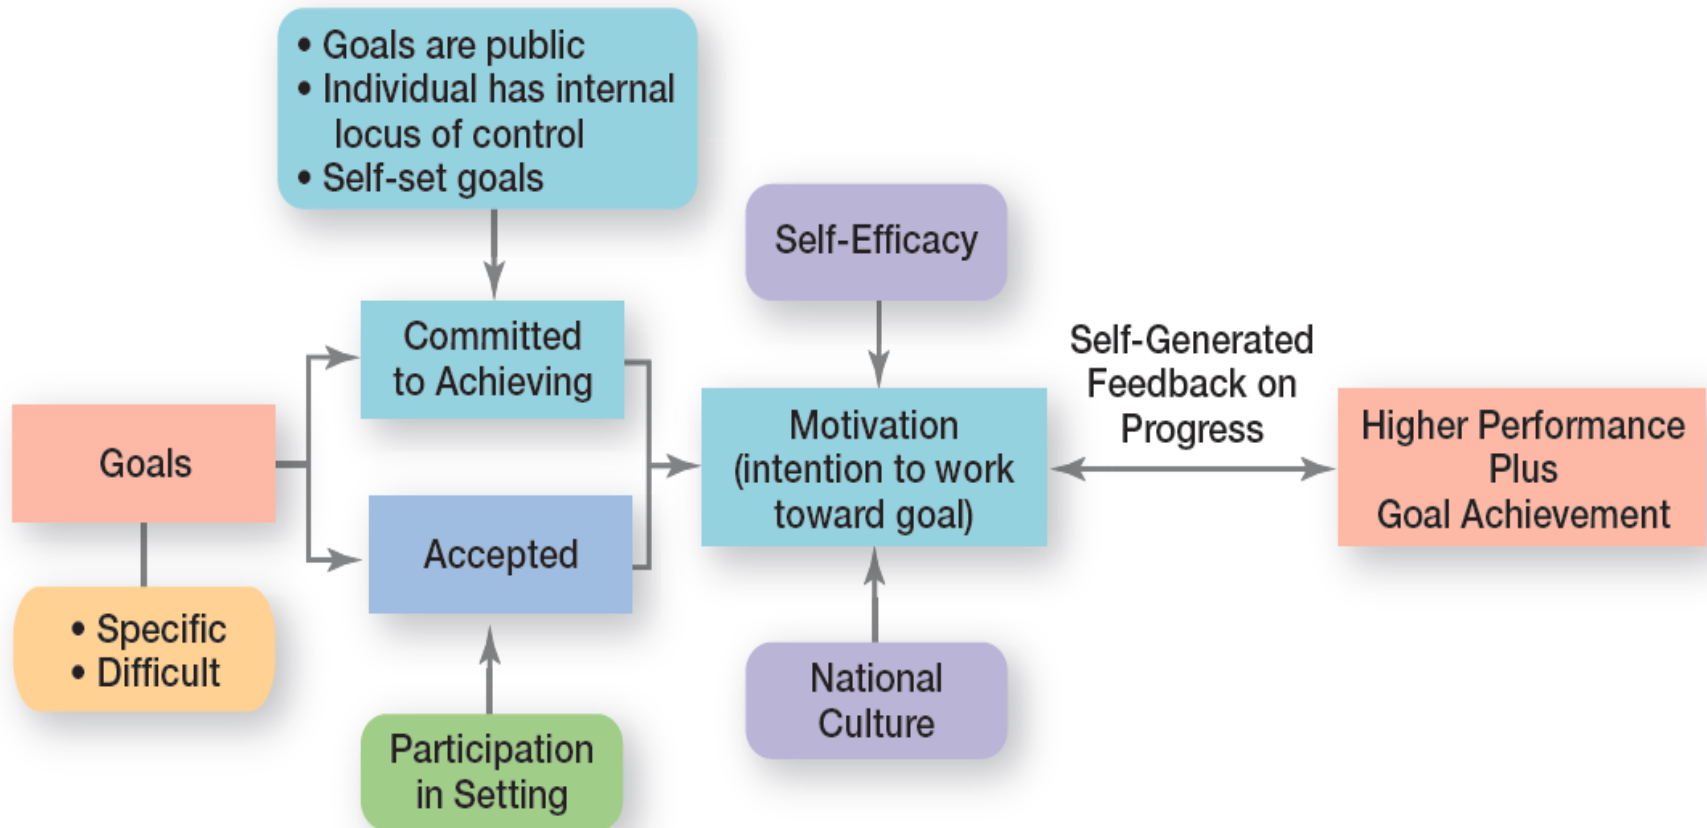 • Goals are public
• Individual has internal
locus of control
• Self-set goals
Self-Efficacy
Committed
to Achieving
Self-Generated
Feedback on
Progress
Goals
Motivation
(intention to work
toward goal)
Higher Performance
Plus
Goal Achievement
Accepted
• Specific
• Difficult
National
Culture
Participation
in Setting